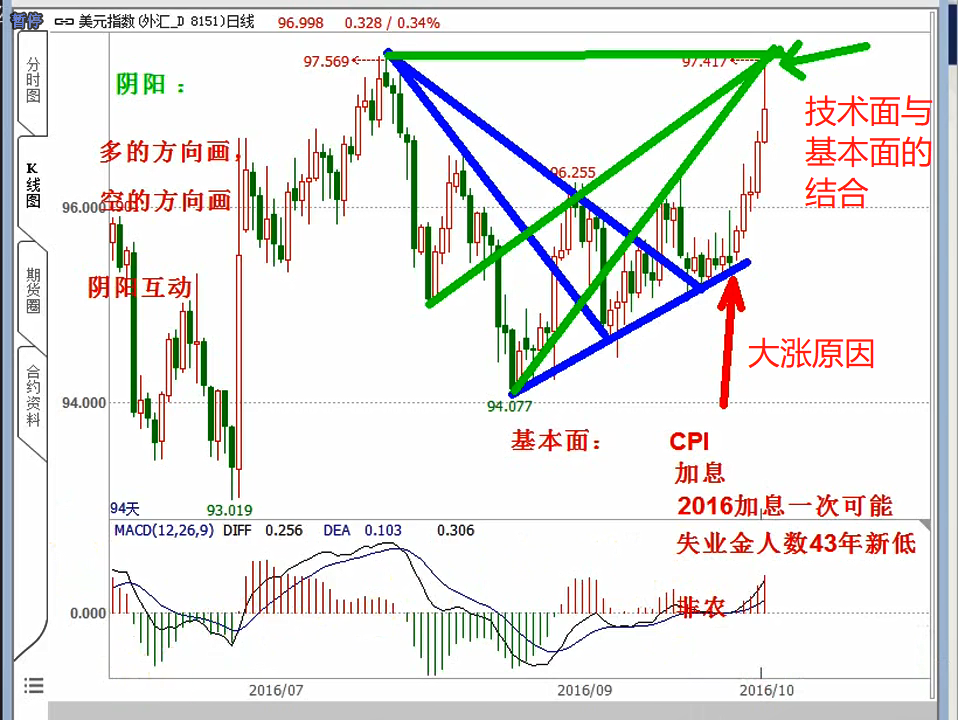 暂停
美元指数(外汇_D 8151)日线 96.998 0.328 / 0.34%
分时图
K线图
期货圈
合约资料
97.569
97.417
阴阳：
技术面与
基本面的
结合
多的方向画，
96.255
空的方向画
96.000
阴阳互动
大涨原因
94.000
94.077
基本面： CPI
加息
94天
93.019
2016加息一次可能
MACD(12,26,9) DIFF 0.256 DEA 0.103 0.306
失业金人数43年新低
0.000
非农
2016/07
2016/09
2016/10